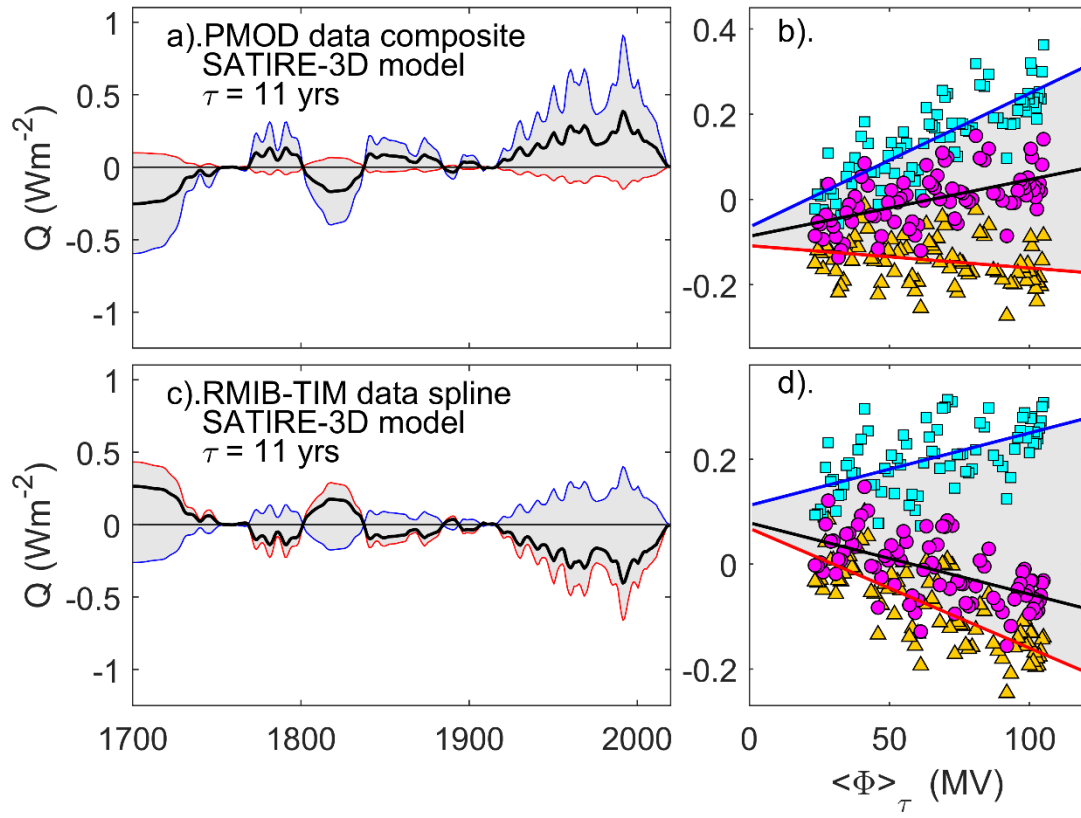 1
0.5
0
-0.5
-1
Q (Wm⁻²)
a).PMOD data composite
SATIRE-3D model
τ = 11 yrs
b).
0.4
0.2
0
-0.2
1
0.5
0
-0.5
-1
Q (Wm⁻²)
c).RMIB-TIM data spline
SATIRE-3D model
τ = 11 yrs
d).
0.2
0
-0.2
1700 1800 1900 2000
0 50 100
<Φ>τ (MV)